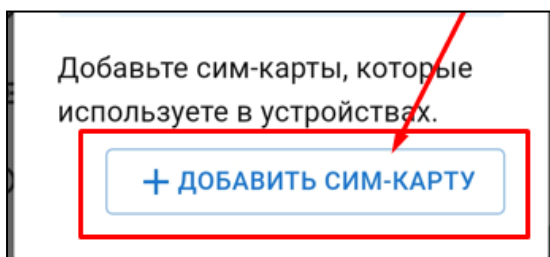 Добавьте сим-карты, которые
используете в устройствах.
+ ДОБАВИТЬ СИМ-КАРТУ